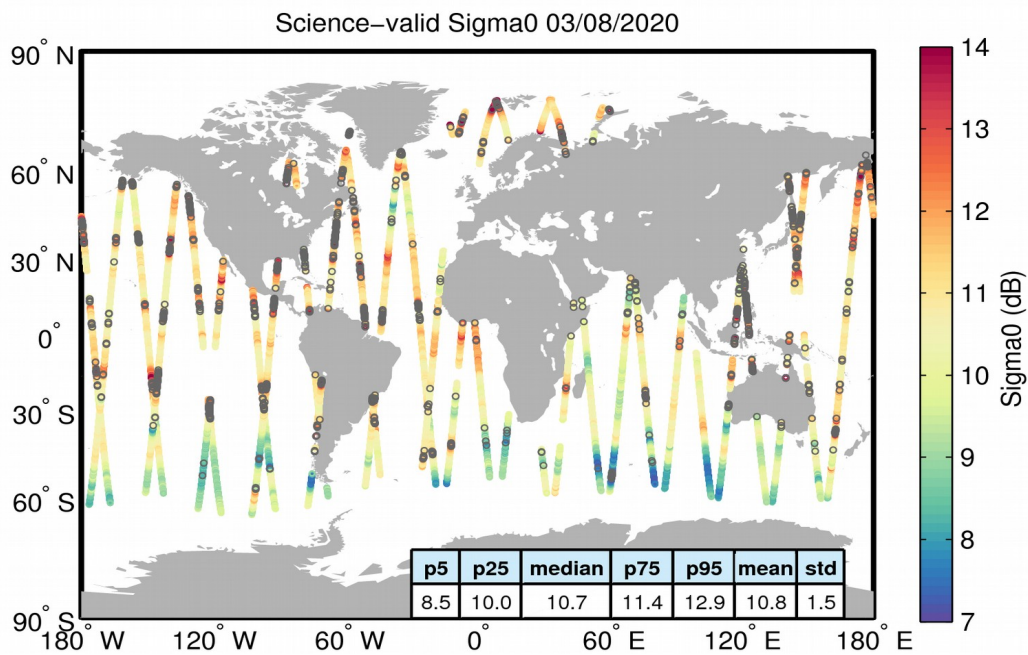 Science−valid Sigma0 03/08/2020
90° N
60° N
30° N
0°
30° S
60° S
90° S
180° W
120° W
60° W
0°
60° E
120° E
180° E
p5 p25 median p75 p95 mean std
8.5 10.0 10.7 11.4 12.9 10.8 1.5
14
13
12
11
10
9
8
7
Sigma0 (dB)